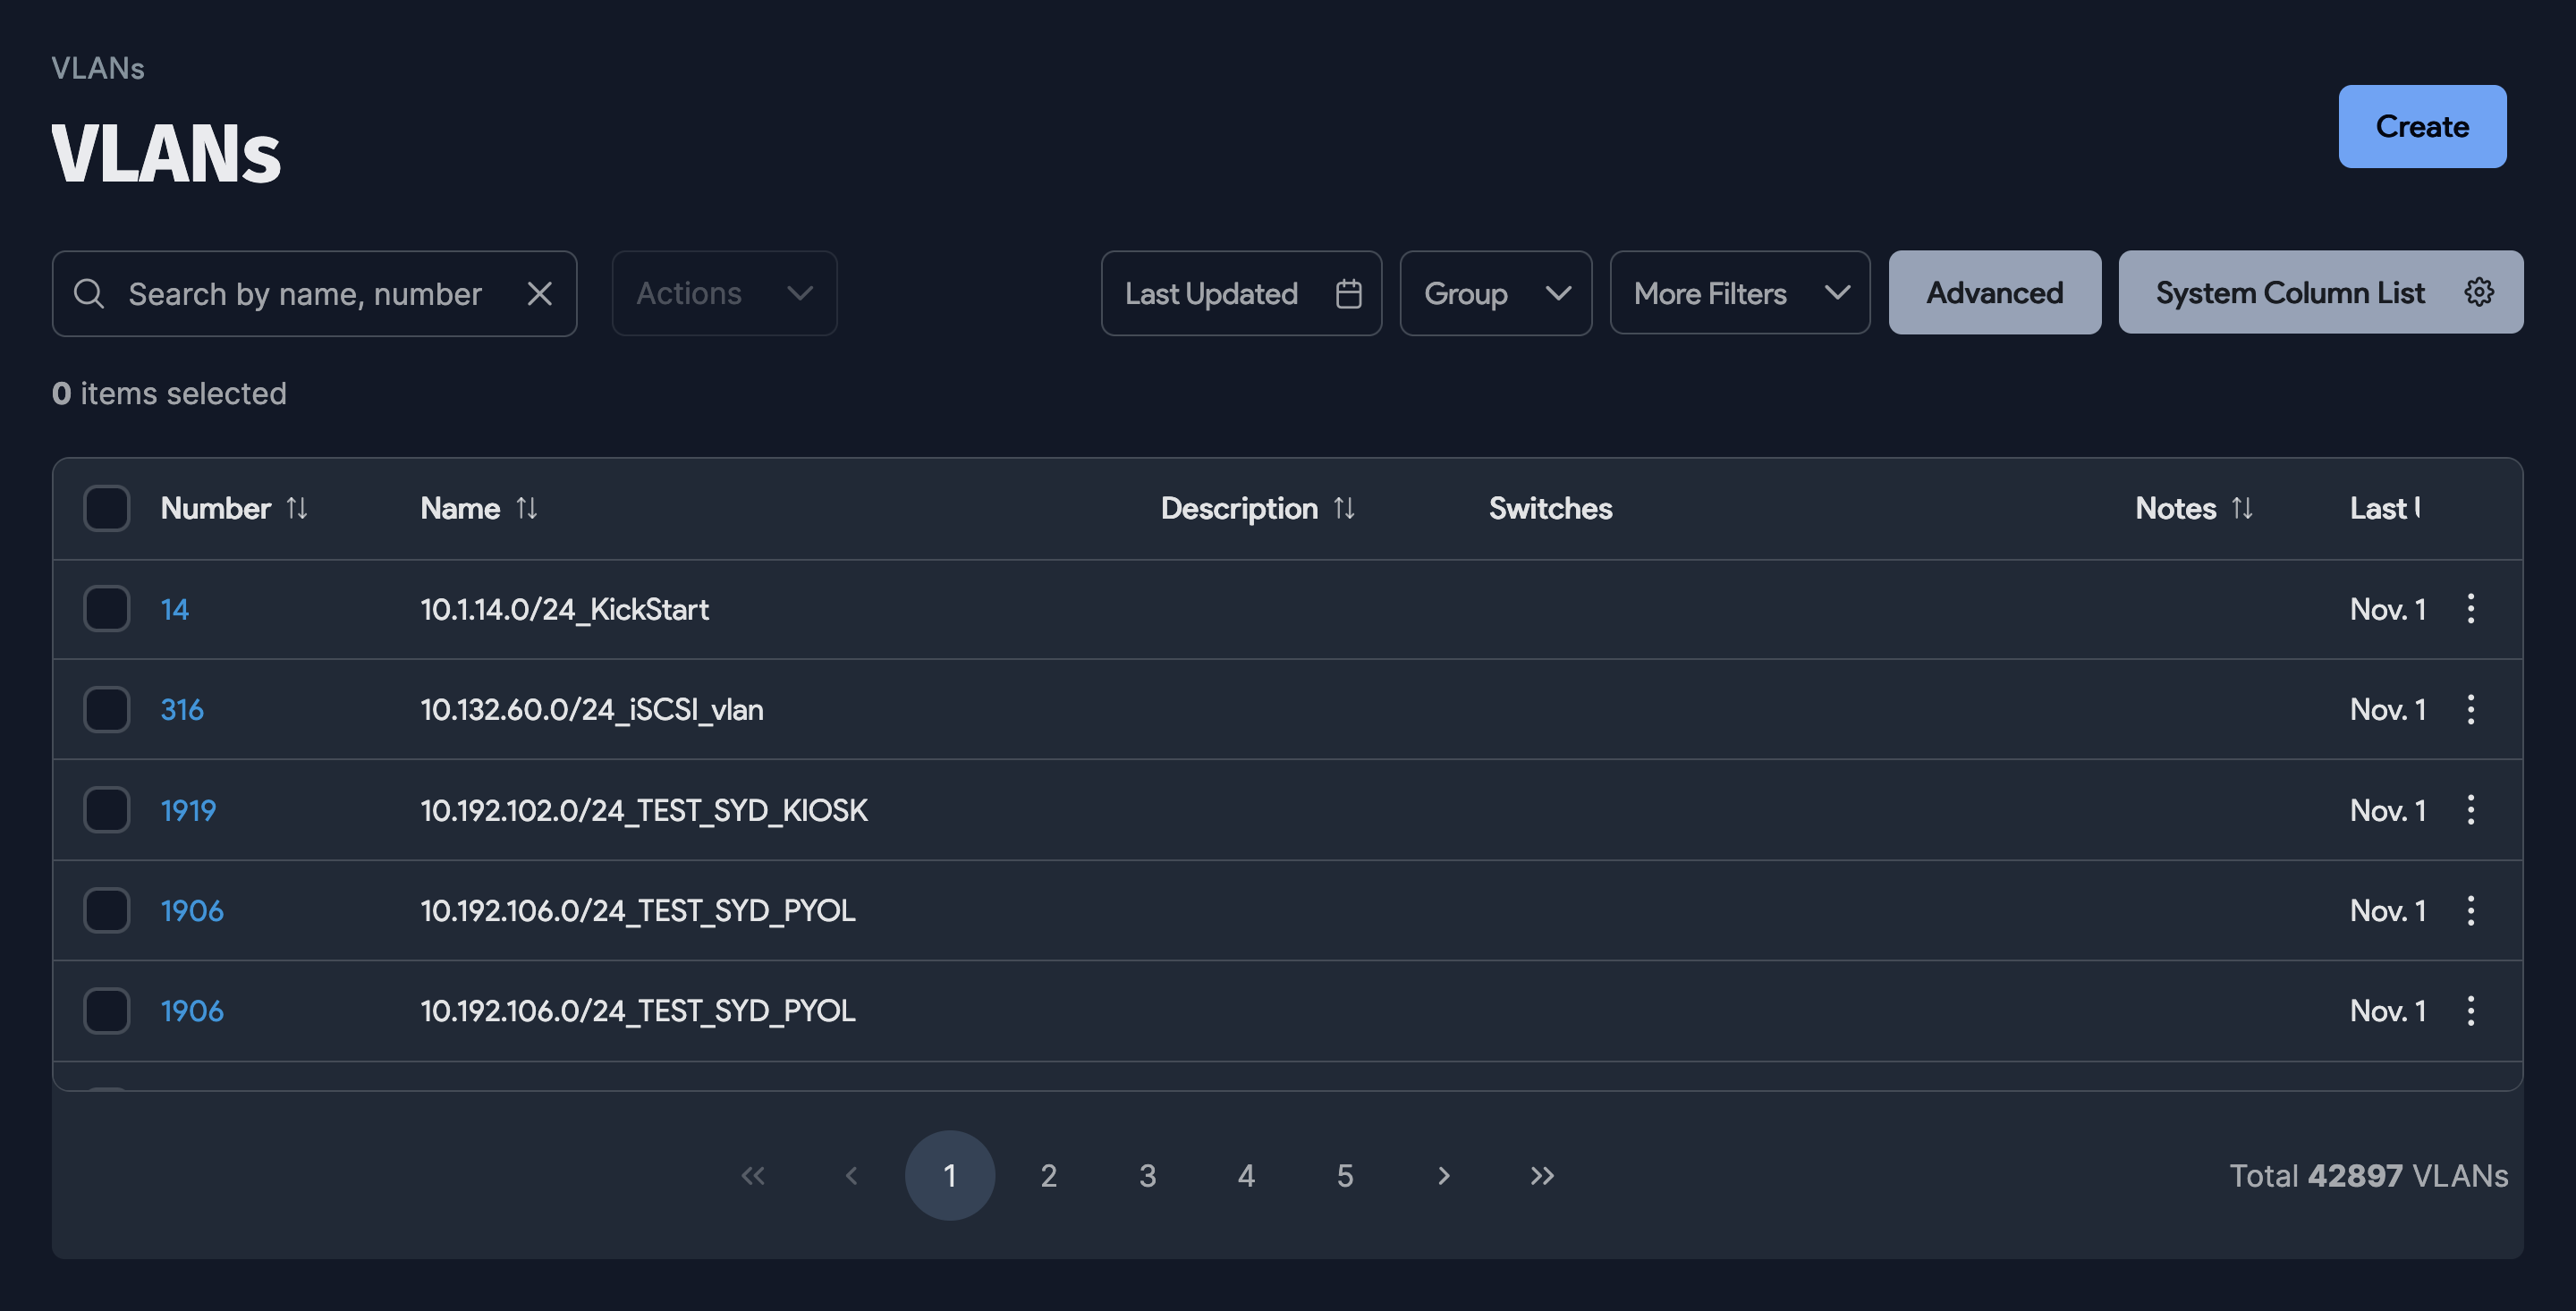 VLANs
VLANs
Create
Search by name, number
Actions
Last Updated
Group
More Filters
Advanced
System Column List
0 items selected
Number Name Description Switches Notes Last
14 10.1.14.0/24_KickStart Nov. 1
316 10.132.60.0/24_iSCSI_vlan Nov. 1
1919 10.192.102.0/24_TEST_SYD_KIOSK Nov. 1
1906 10.192.106.0/24_TEST_SYD_PYOL Nov. 1
1906 10.192.106.0/24_TEST_SYD_PYOL Nov. 1
1 2 3 4 5
Total 42897 VLANs